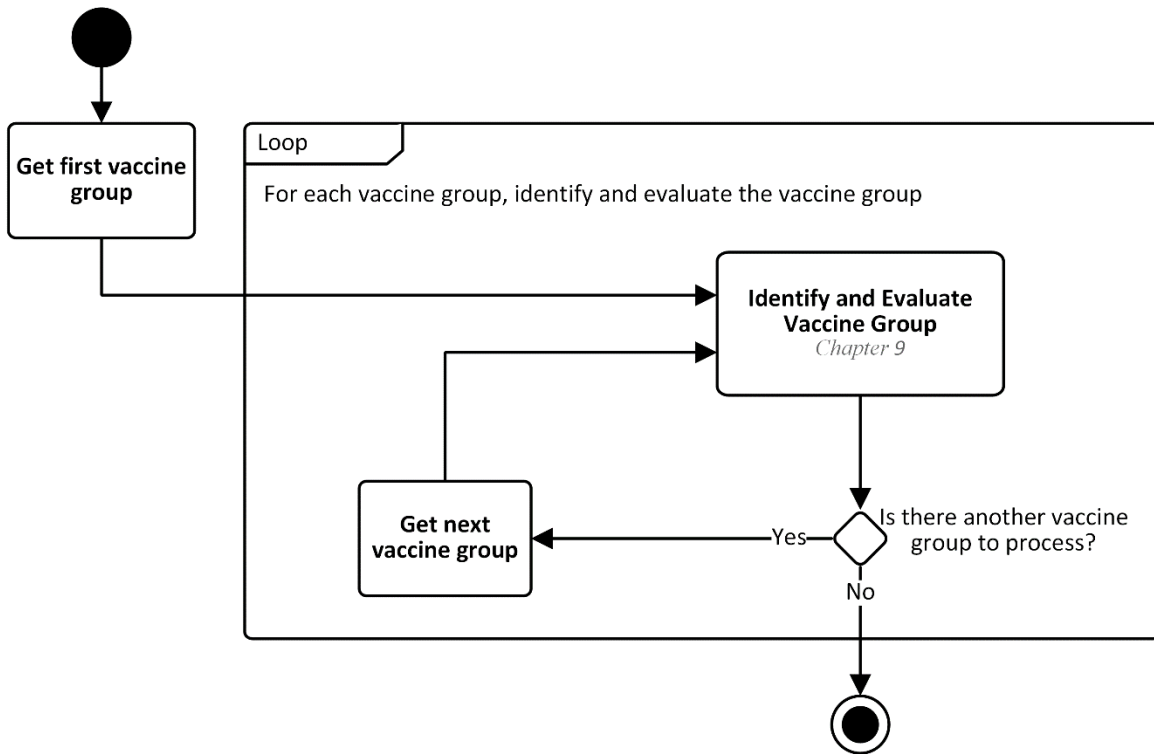 Get first vaccine
group
Loop
For each vaccine group, identify and evaluate the vaccine group
Identify and Evaluate
Vaccine Group
Chapter 9
Get next
vaccine group
Yes
Is there another vaccine
group to process?
No